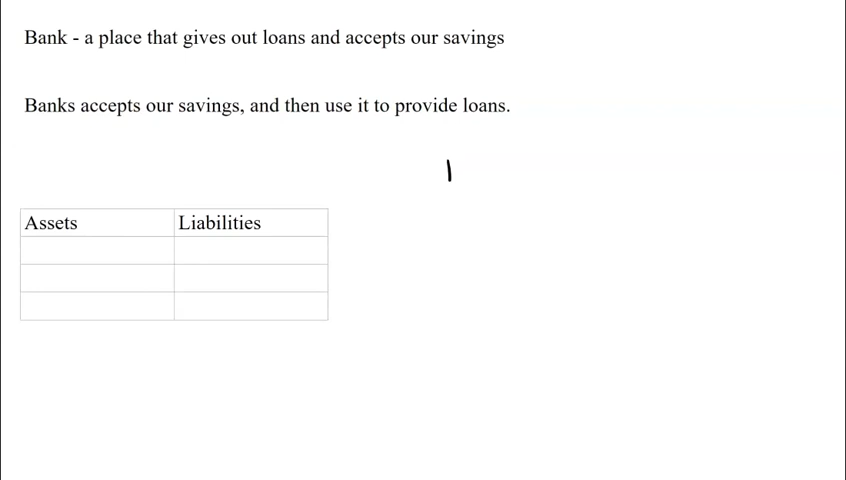 Bank - a place that gives out loans and accepts our savings
Banks accepts our savings, and then use it to provide loans.
Assets Liabilities